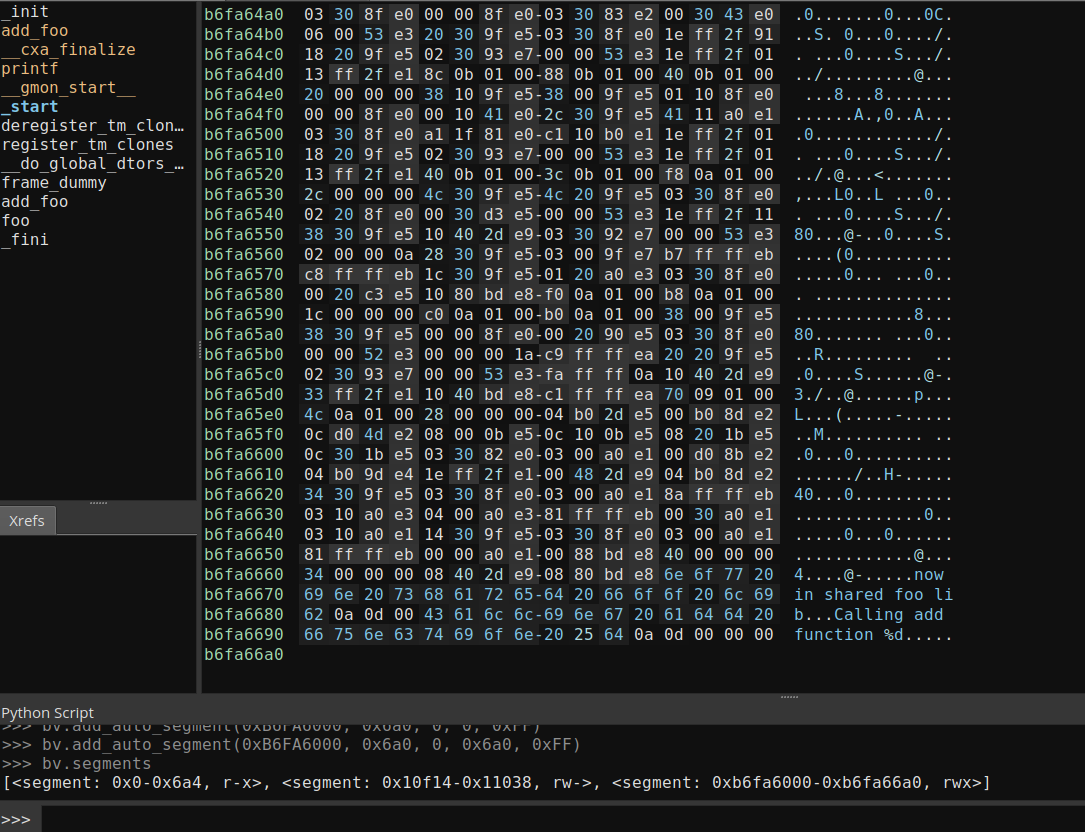 _init
add_foo
__cxa_finalize
printf
__gmon_start__
_start
deregister_tm_clon…
register_tm_clones
__do_global_dtors_…
frame_dummy
add_foo
foo
_fini
Xrefs
b6fa64a0 03 30 8f e0 00 00 8f e0-03 30 83 e2 00 30 43 e0 .0.......0...0C.
b6fa64b0 06 00 53 e3 20 30 9f e5-03 30 8f e0 1e ff 2f 91 ..S. 0...0..../.
b6fa64c0 18 20 9f e5 02 30 93 e7-00 00 53 e3 1e ff 2f 01 . ...0....S.../.
b6fa64d0 13 ff 2f e1 8c 0b 01 00-88 0b 01 00 40 0b 01 00 ../.........@...
b6fa64e0 20 00 00 00 38 10 9f e5-38 00 9f e5 01 10 8f e0  ...8...8.......
b6fa64f0 00 00 8f e0 00 10 41 e0-2c 30 9f e5 41 11 a0 e1 ......A.,0..A...
b6fa6500 03 30 8f e0 a1 1f 81 e0-c1 10 b0 e1 1e ff 2f 01 .0............/.
b6fa6510 18 20 9f e5 02 30 93 e7-00 00 53 e3 1e ff 2f 01 . ...0....S.../.
b6fa6520 13 ff 2f e1 40 0b 01 00-3c 0b 01 00 f8 0a 01 00 ../.@...<.......
b6fa6530 2c 00 00 00 4c 30 9f e5-4c 20 9f e5 03 30 8f e0 ,...L0..L ...0..
b6fa6540 02 20 8f e0 00 30 d3 e5-00 00 53 e3 1e ff 2f 11 . ...0....S.../.
b6fa6550 38 30 9f e5 10 40 2d e9-03 30 92 e7 00 00 53 e3 80...@-..0....S.
b6fa6560 02 00 00 0a 28 30 9f e5-03 00 9f e7 b7 ff ff eb ....(0..........
b6fa6570 c8 ff ff eb 1c 30 9f e5-01 20 a0 e3 03 30 8f e0 .....0... ...0..
b6fa6580 00 20 c3 e5 10 80 bd e8-f0 0a 01 00 b8 0a 01 00 . ..............
b6fa6590 1c 00 00 00 c0 0a 01 00-b0 0a 01 00 38 00 9f e5 ............8...
b6fa65a0 38 30 9f e5 00 00 8f e0-00 20 90 e5 03 30 8f e0 80....... ...0..
b6fa65b0 00 00 52 e3 00 00 00 1a-c9 ff ff ea 20 20 9f e5 ..R.........  ..
b6fa65c0 02 30 93 e7 00 00 53 e3-fa ff ff 0a 10 40 2d e9 .0....S......@-.
b6fa65d0 33 ff 2f e1 10 40 bd e8-c1 ff ff ea 70 09 01 00 3./..@......p...
b6fa65e0 4c 0a 01 00 28 00 00 00-04 b0 2d e5 00 b0 8d e2 L...(.....-.....
b6fa65f0 0c d0 4d e2 08 00 0b e5-0c 10 0b e5 08 20 1b e5 ..M.......... ..
b6fa6600 0c 30 1b e5 03 30 82 e0-03 00 a0 e1 00 d0 8b e2 .0...0..........
b6fa6610 04 b0 9d e4 1e ff 2f e1-00 48 2d e9 04 b0 8d e2 ....../..H-.....
b6fa6620 34 30 9f e5 03 30 8f e0-03 00 a0 e1 8a ff ff eb 40...0..........
b6fa6630 03 10 a0 e3 04 00 a0 e3-81 ff ff eb 00 30 a0 e1 .............0..
b6fa6640 03 10 a0 e1 14 30 9f e5-03 30 8f e0 03 00 a0 e1 .....0...0......
b6fa6650 81 ff ff eb 00 00 a0 e1-00 88 bd e8 40 00 00 00 ............@...
b6fa6660 34 00 00 00 08 40 2d e9-08 80 bd e8 6e 6f 77 20 4....@-.....now
b6fa6670 69 6e 20 73 68 61 72 65-64 20 66 6f 6f 20 6c 69 in shared foo li
b6fa6680 62 0a 0d 00 43 61 6c 6c-69 6e 67 20 61 64 64 20 b...Calling add
b6fa6690 66 75 6e 63 74 69 6f 6e-20 25 64 0a 0d 00 00 00 function %d.....
b6fa66a0
Python Script
>>> bv.add_auto_segment(0xB6FA6000, 0x6a0, 0, 0, 0xFF)
>>> bv.add_auto_segment(0xB6FA6000, 0x6a0, 0, 0x6a0, 0xFF)
>>> bv.segments
[<segment: 0x0-0x6a4, r-x>, <segment: 0x10f14-0x11038, rw->, <segment: 0xb6fa6000-0xb6fa66a0, rwx>]
>>>